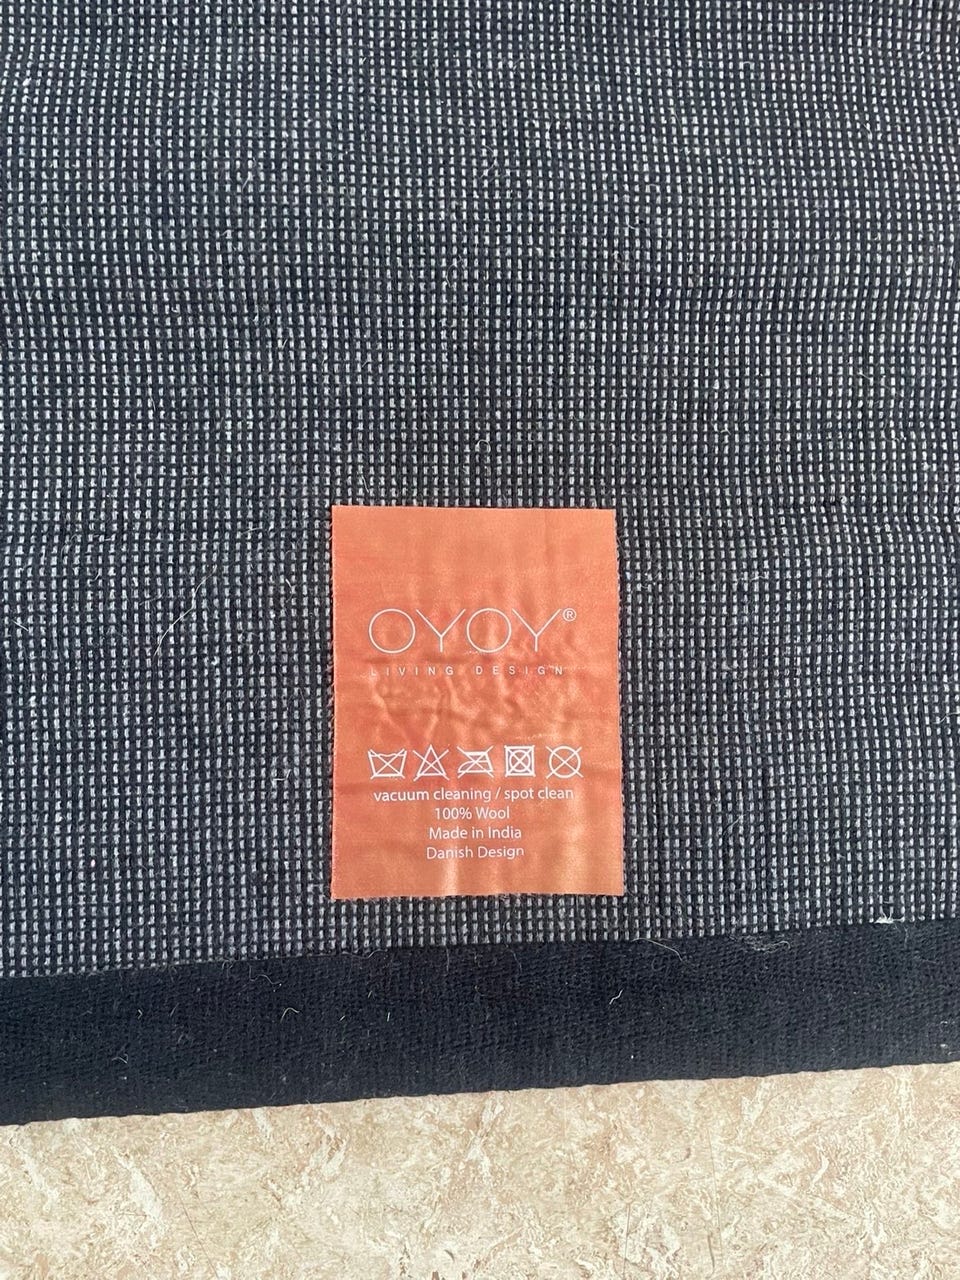 OYOY®
LIVING DESIGN
vacuum cleaning / spot clean
100% Wool
Made in India
Danish Design